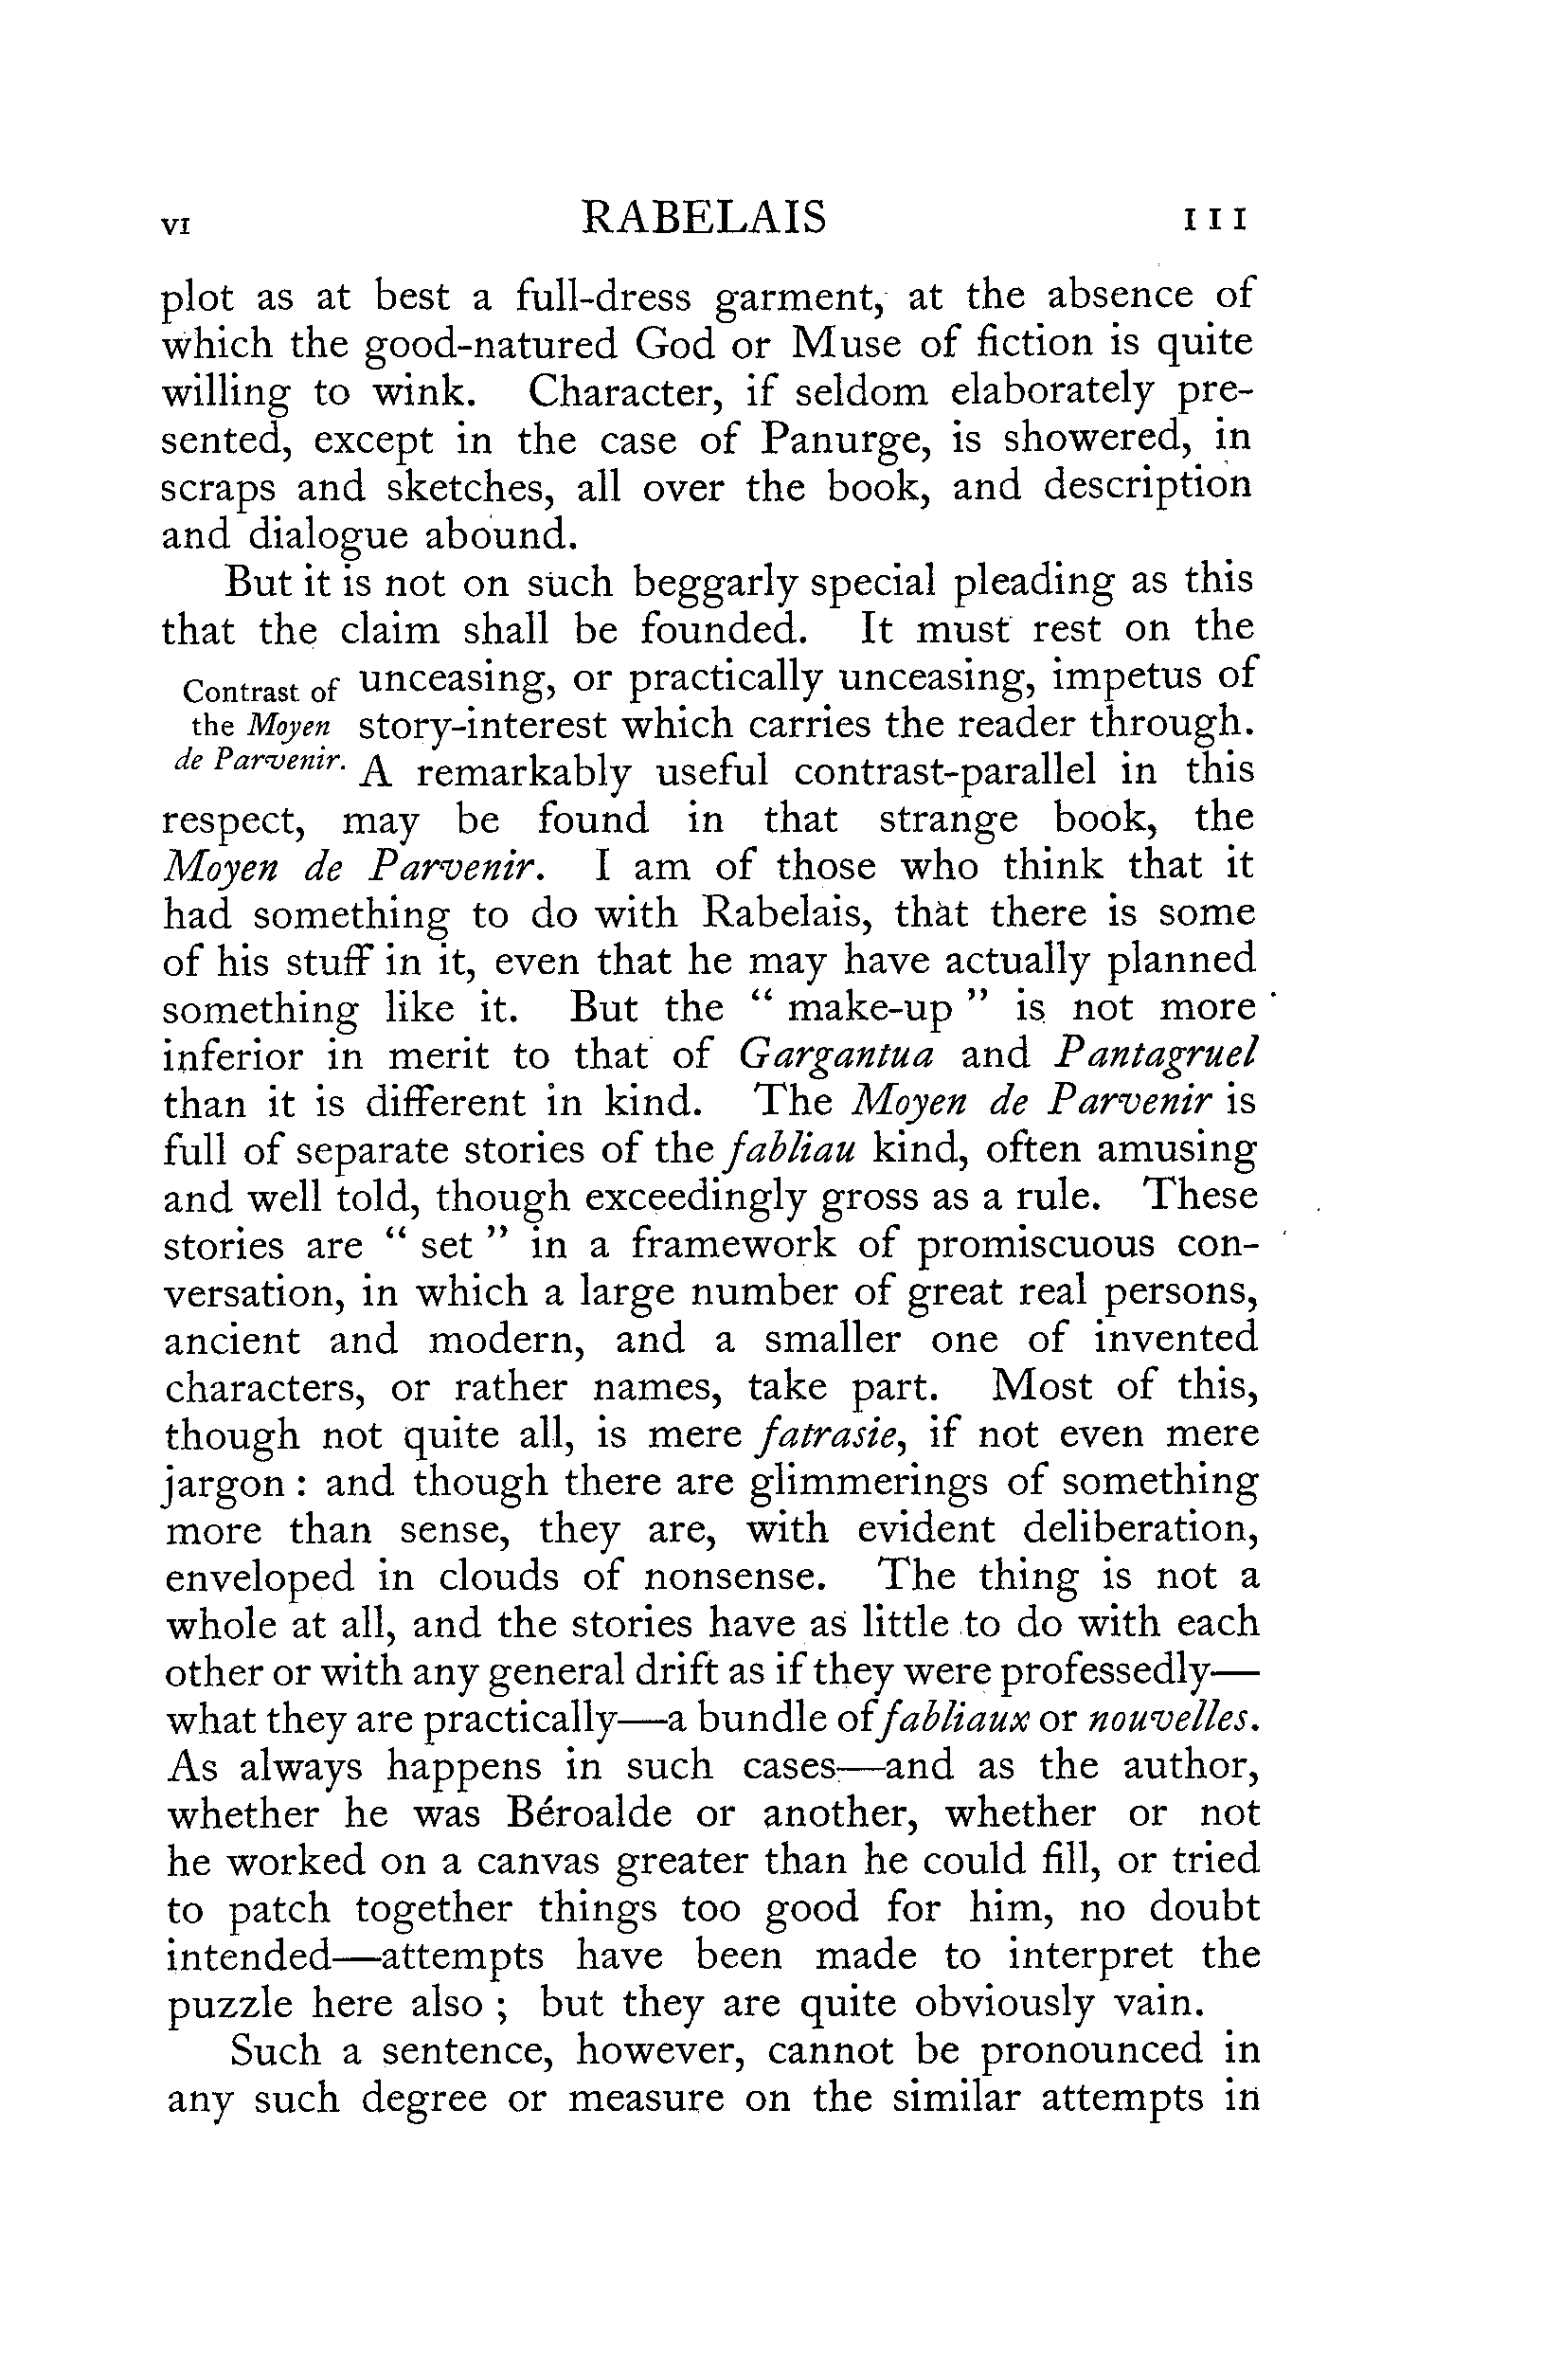 VI RABELAIS 111
plot as at best a full-dress garment, at the absence of
which the good-natured God or Muse of fiction is quite
willing to wink. Character, if seldom elaborately pre-
sented, except in the case of Panurge, is showered, in
scraps and sketches, all over the book, and description
and dialogue abound.
But it is not on such beggarly special pleading as this
that the claim shall be founded. It must rest on the
Contrast of
the Moyen
de Parvenir.
unceasing, or practically unceasing, impetus of
story-interest which carries the reader through.
A remarkably useful contrast-parallel in this
respect, may be found in that strange book, the
Moyen de Parvenir. I am of those who think that it
had something to do with Rabelais, that there is some
of his stuff in it, even that he may have actually planned
something like it. But the “ make-up ” is not more
inferior in merit to that of Gargantua and Pantagruel
than it is different in kind. The Moyen de Parvenir is
full of separate stories of the fabliau kind, often amusing
and well told, though exceedingly gross as a rule. These
stories are “ set ” in a framework of promiscuous con-
versation, in which a large number of great real persons,
ancient and modern, and a smaller one of invented
characters, or rather names, take part. Most of this,
though not quite all, is mere fatrasie, if not even mere
jargon : and though there are glimmerings of something
more than sense, they are, with evident deliberation,
enveloped in clouds of nonsense. The thing is not a
whole at all, and the stories have as little to do with each
other or with any general drift as if they were professedly—
what they are practically—a bundle of fabliaux or nouvelles.
As always happens in such cases—and as the author,
whether he was Béroalde or another, whether or not
he worked on a canvas greater than he could fill, or tried
to patch together things too good for him, no doubt
intended—attempts have been made to interpret the
puzzle here also ; but they are quite obviously vain.
Such a sentence, however, cannot be pronounced in
any such degree or measure on the similar attempts in